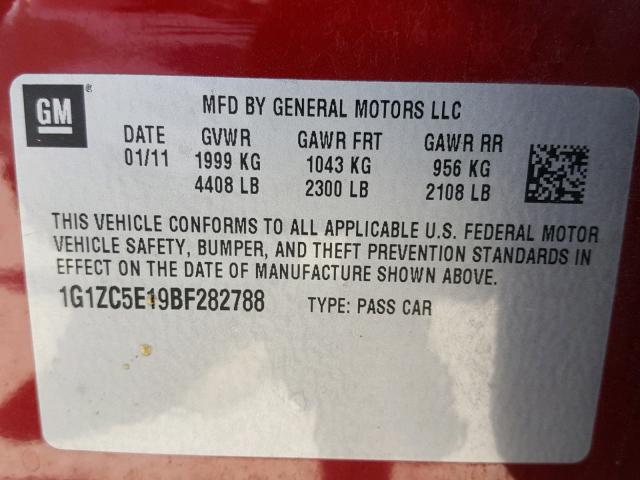 GM®
MFD BY GENERAL MOTORS LLC
DATE GVWR GAWR FRT GAWR RR
01/11 1999 KG 1043 KG 956 KG
4408 LB 2300 LB 2108 LB
THIS VEHICLE CONFORMS TO ALL APPLICABLE U.S. FEDERAL MOTOR
VEHICLE SAFETY, BUMPER, AND THEFT PREVENTION STANDARDS IN
EFFECT ON THE DATE OF MANUFACTURE SHOWN ABOVE.
1G1ZC5E19BF282788 TYPE: PASS CAR